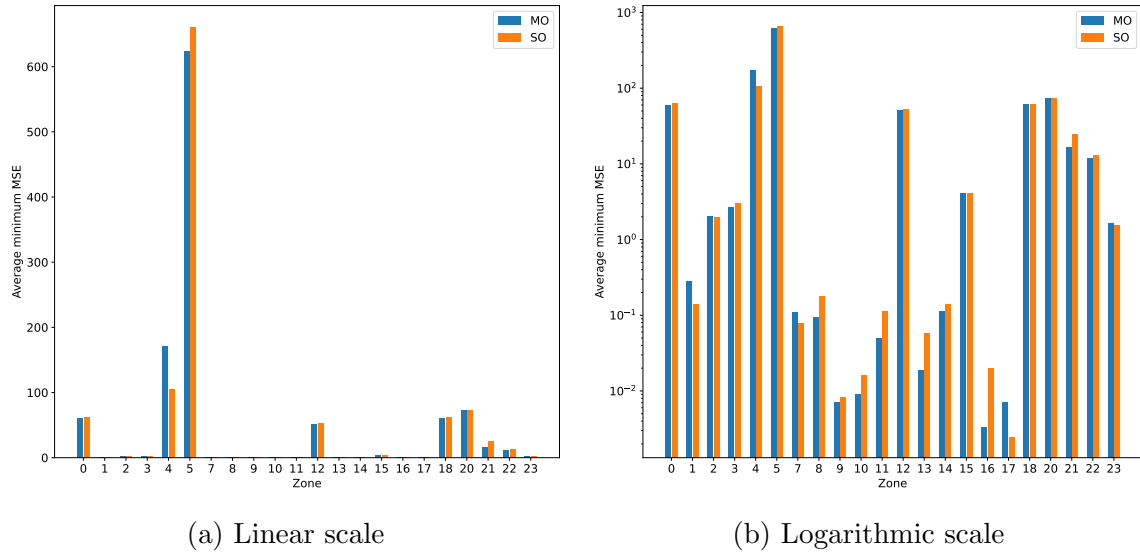 600
500
400
300
200
100
0
Average minimum MSE
0 1 2 3 4 5 7 8 9 10 11 12 13 14 15 16 17 18 20 21 22 23
Zone
MO
SO
(a) Linear scale
10³
10²
10¹
10⁰
10⁻¹
10⁻²
Average minimum MSE
0 1 2 3 4 5 7 8 9 10 11 12 13 14 15 16 17 18 20 21 22 23
Zone
MO
SO
(b) Logarithmic scale